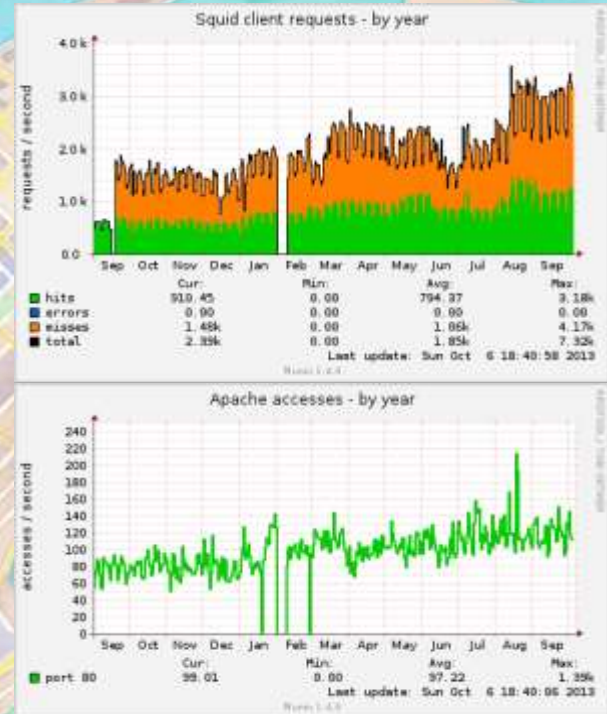 Squid client requests - by year
4.0 k
3.0 k
2.0 k
1.0 k
0.0
requests / second
Sep Oct Nov Dec Jan Feb Mar Apr May Jun Jul Aug Sep
Cur: Min: Avg: Max:
hits 910.45 0.00 794.37 3.18k
errors 0.00 0.00 0.00 0.00
misses 1.48k 0.00 1.06k 4.17k
total 2.39k 0.00 1.85k 7.32k
Last update: Sun Oct 6 18:40:58 2013
Apache accesses - by year
240
220
200
180
160
140
120
100
80
60
40
20
0
accesses / second
Sep Oct Nov Dec Jan Feb Mar Apr May Jun Jul Aug Sep
Cur: Min: Avg: Max:
port 80 99.01 0.00 97.22 1.39k
Last update: Sun Oct 6 18:40:06 2013